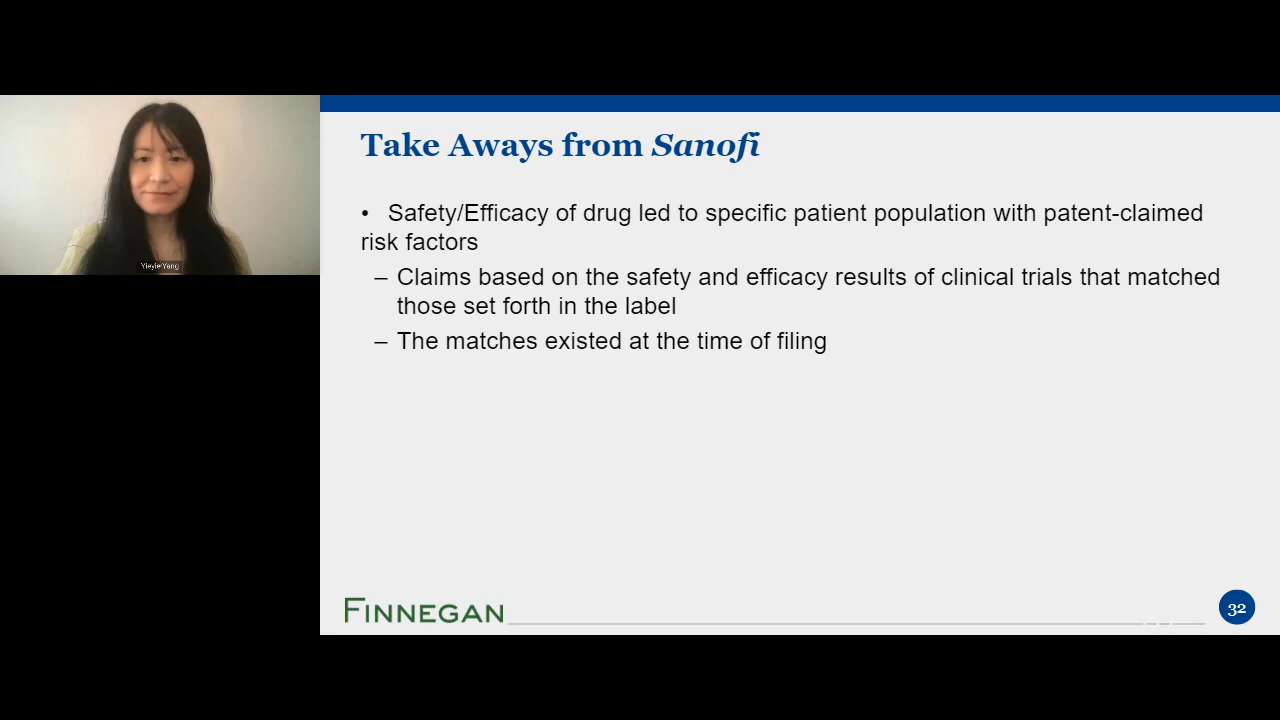 Take Aways from Sanofi
• Safety/Efficacy of drug led to specific patient population with patent-claimed
risk factors
– Claims based on the safety and efficacy results of clinical trials that matched
those set forth in the label
– The matches existed at the time of filing
Yieyie Yang
FINNEGAN
32